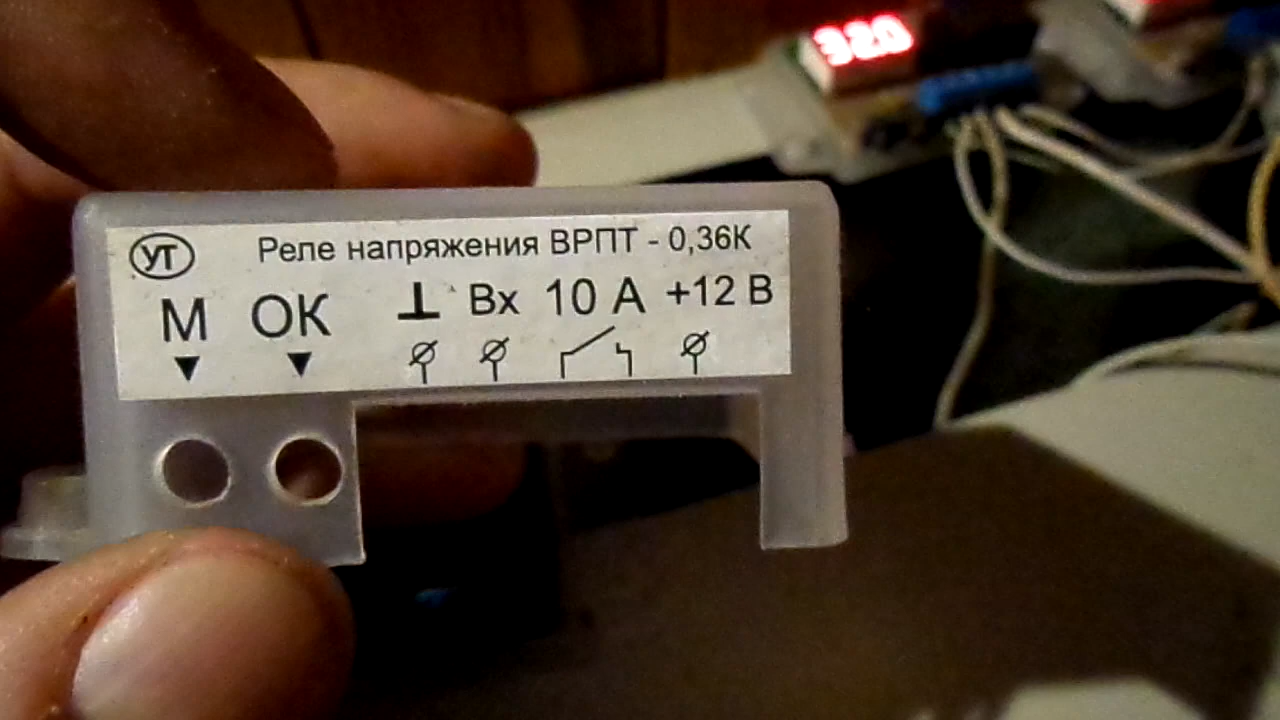 УТ Реле напряжения ВРПТ - 0,36К
М ОК ⊥ Вх 10 А +12 В